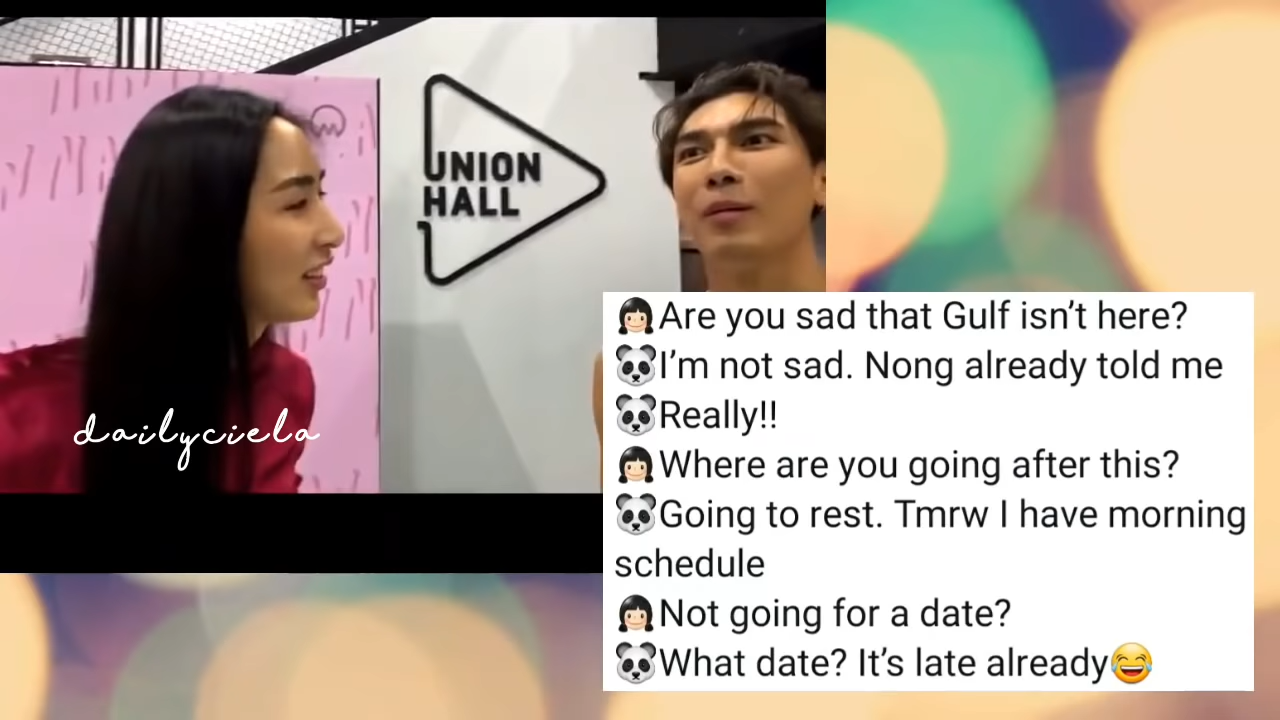 UNION
HALL
dailyciela
👩🏻Are you sad that Gulf isn’t here?
🐼I’m not sad. Nong already told me
🐼Really!!
👩🏻Where are you going after this?
🐼Going to rest. Tmrw I have morning
schedule
👩🏻Not going for a date?
🐼What date? It’s late already😂